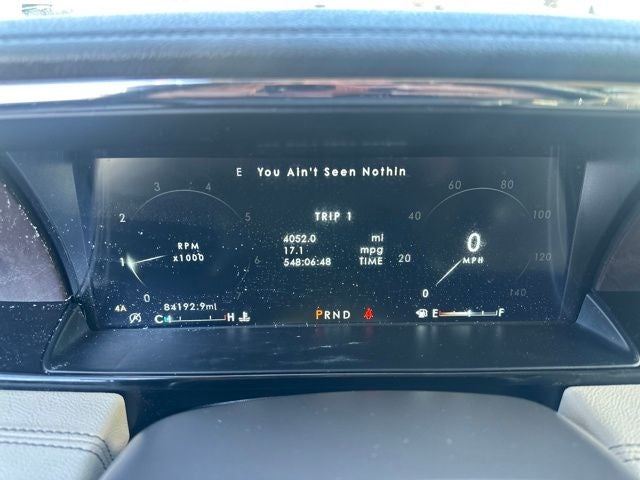 E You Ain't Seen Nothin
3 4 60 80
2 5 TRIP 1 40 100
4052.0 mi
RPM 17.1 mpg 0
1 x1000 6 548:06:48 TIME 20 MPH 120
0 0 140
84192.9mi
4A C H PRND E F